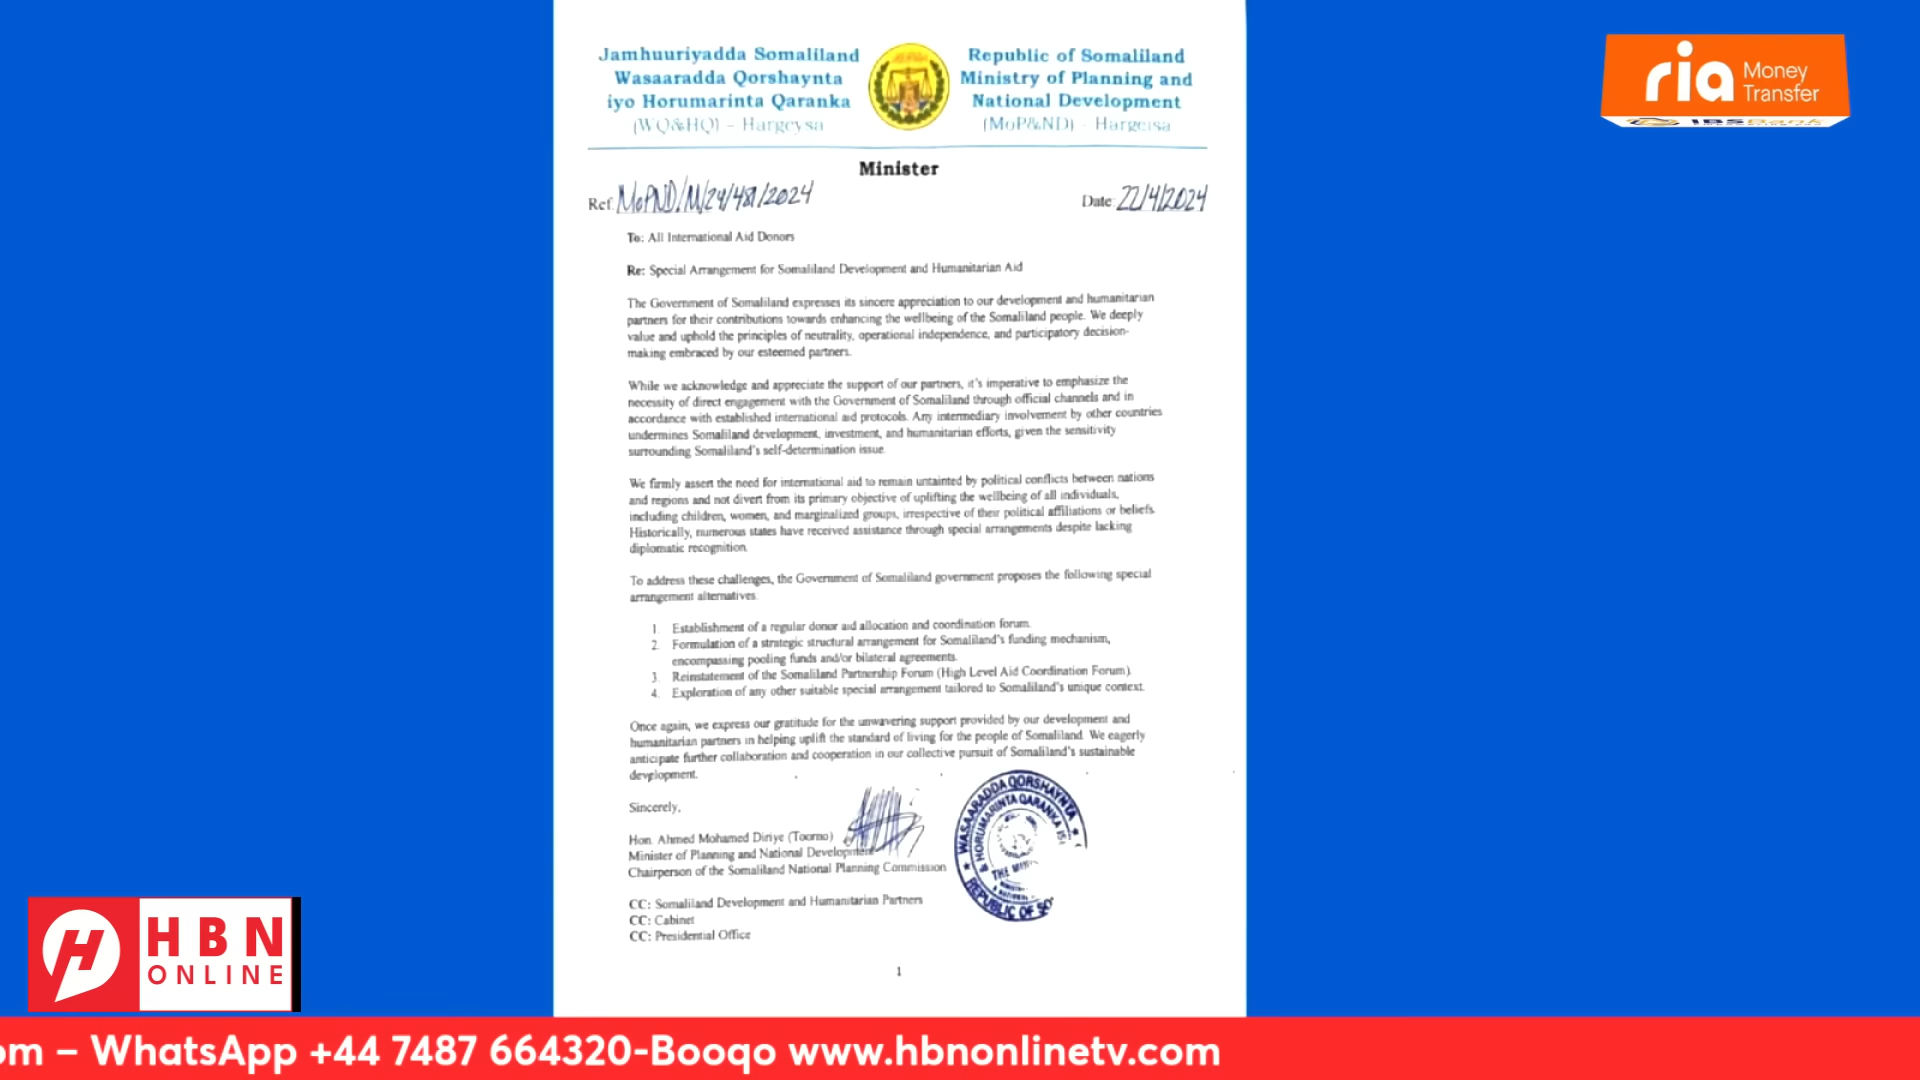 Jamhuuriyadda Somaliland
Wasaaradda Qorshaynta
iyo Horumarinta Qaranka
(WQ&HQ) - Hargeysa
Republic of Somaliland
Ministry of Planning and
National Development
(MoP&ND) - Hargeisa
ria Money
Transfer
IBS Bank
Minister
Ref: MoPND/M/24/481/2024
Date: 22/4/2024
To: All International Aid Donors
Re: Special Arrangement for Somaliland Development and Humanitarian Aid
The Government of Somaliland expresses its sincere appreciation to our development and humanitarian
partners for their contributions towards enhancing the wellbeing of the Somaliland people. We deeply
value and uphold the principles of neutrality, operational independence, and participatory decision-
making embraced by our esteemed partners.
While we acknowledge and appreciate the support of our partners, it's imperative to emphasize the
necessity of direct engagement with the Government of Somaliland through official channels and in
accordance with established international aid protocols. Any intermediary involvement by other countries
undermines Somaliland development, investment, and humanitarian efforts, given the sensitivity
surrounding Somaliland's self-determination issue.
We firmly assert the need for international aid to remain untainted by political conflicts between nations
and regions and not divert from its primary objective of uplifting the wellbeing of all individuals,
including children, women, and marginalized groups, irrespective of their political affiliations or beliefs.
Historically, numerous states have received assistance through special arrangements despite lacking
diplomatic recognition.
To address these challenges, the Government of Somaliland government proposes the following special
arrangement alternatives.
1. Establishment of a regular donor aid allocation and coordination forum.
2. Formulation of a strategic structural arrangement for Somaliland's funding mechanism,
encompassing pooling funds and/or bilateral agreements.
3. Reinstatement of the Somaliland Partnership Forum (High Level Aid Coordination Forum).
4. Exploration of any other suitable special arrangement tailored to Somaliland's unique context.
Once again, we express our gratitude for the unwavering support provided by our development and
humanitarian partners in helping uplift the standard of living for the people of Somaliland. We eagerly
anticipate further collaboration and cooperation in our collective pursuit of Somaliland's sustainable
development.
Sincerely,
Hon. Ahmed Mohamed Diriye (Toorno)
Minister of Planning and National Development
Chairperson of the Somaliland National Planning Commission
WASAARADDA QORSHAYNTA
& HORUMARINTA QARANKA
THE
REPUBLIC OF
CC: Somaliland Development and Humanitarian Partners
CC: Cabinet
CC: Presidential Office
1
HBN
ONLINE
om – WhatsApp +44 7487 664320-Booqo www.hbnonlinetv.com